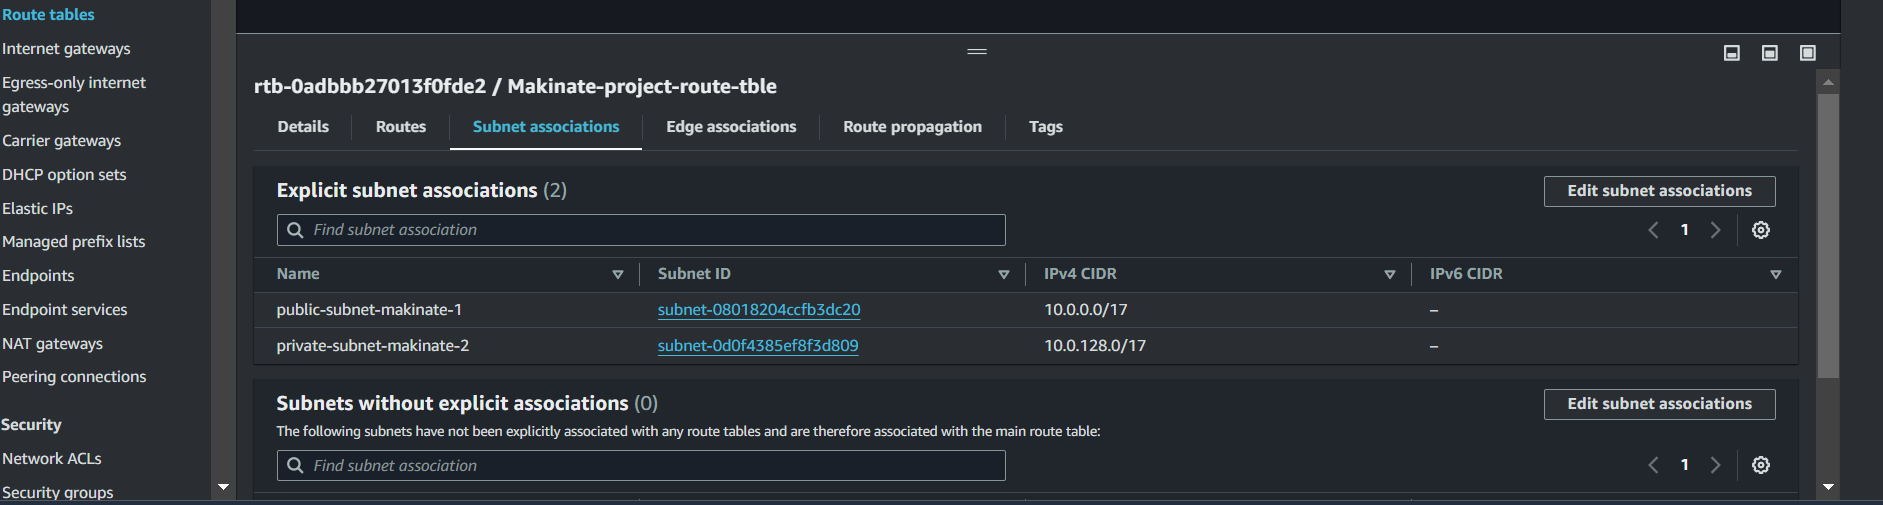 Route tables
Internet gateways
Egress-only internet
gateways
Carrier gateways
DHCP option sets
Elastic IPs
Managed prefix lists
Endpoints
Endpoint services
NAT gateways
Peering connections
Security
Network ACLs
Security groups
rtb-0adbbb27013f0fde2 / Makinate-project-route-tble
Details Routes Subnet associations Edge associations Route propagation Tags
Explicit subnet associations (2)
Edit subnet associations
Find subnet association
1
Name Subnet ID IPv4 CIDR IPv6 CIDR
public-subnet-makinate-1 subnet-08018204ccfb3dc20 10.0.0.0/17 –
private-subnet-makinate-2 subnet-0d0f4385ef8f3d809 10.0.128.0/17 –
Subnets without explicit associations (0)
Edit subnet associations
The following subnets have not been explicitly associated with any route tables and are therefore associated with the main route table:
Find subnet association
1